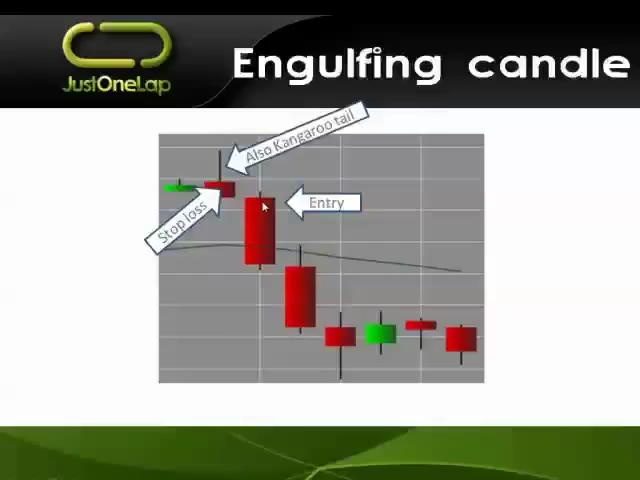 JustOneLap
Engulfing candle
Also Kangaroo tail
Stop loss
Entry